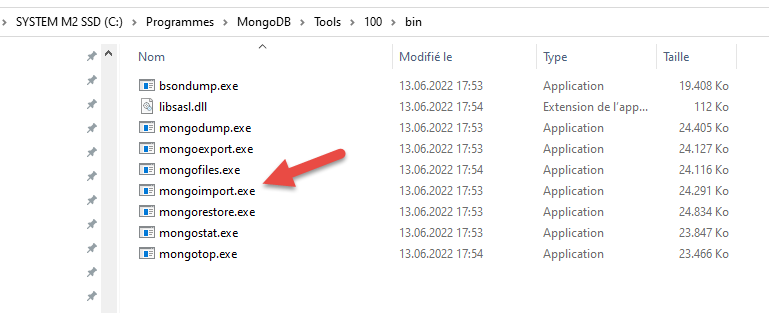 SYSTEM M2 SSD (C:) > Programmes > MongoDB > Tools > 100 > bin
Nom Modifié le Type Taille
bsondump.exe 13.06.2022 17:53 Application 19.408 Ko
libsasl.dll 13.06.2022 17:54 Extension de l'app... 112 Ko
mongodump.exe 13.06.2022 17:53 Application 24.405 Ko
mongoexport.exe 13.06.2022 17:53 Application 24.127 Ko
mongofiles.exe 13.06.2022 17:54 Application 24.116 Ko
mongoimport.exe 13.06.2022 17:53 Application 24.291 Ko
mongorestore.exe 13.06.2022 17:53 Application 24.834 Ko
mongostat.exe 13.06.2022 17:53 Application 23.847 Ko
mongotop.exe 13.06.2022 17:54 Application 23.466 Ko